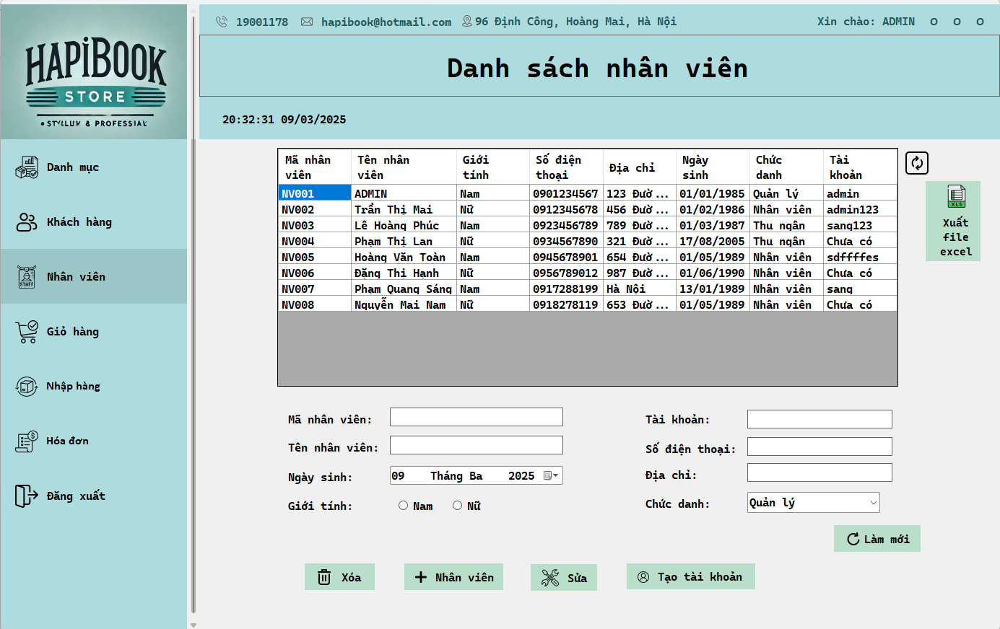 HAPiBOOK
STORE
19001178 hapibook@hotmail.com 96 Định Công, Hoàng Mai, Hà Nội Xin chào: ADMIN O O O
Danh sách nhân viên
20:32:31 09/03/2025
Danh mục
Khách hàng
STAFF
Nhân viên
Giỏ hàng
Nhập hàng
Hóa đơn
Đăng xuất
Mã nhân viên Tên nhân viên Giới tính Số điện thoại Địa chỉ Ngày sinh Chức danh Tài khoản
NV001 ADMIN Nam 0901234567 123 Đườ... 01/01/1985 Quản lý admin
NV002 Trần Thị Mai Nữ 0912345678 456 Đườ... 01/02/1986 Nhân viên admin123
NV003 Lê Hoàng Phúc Nam 0923456789 789 Đườ... 01/03/1987 Thu ngân sang123
NV004 Phạm Thị Lan Nữ 0934567890 321 Đườ... 17/08/2005 Thu ngân Chưa có
NV005 Hoàng Văn Toàn Nam 0945678901 654 Đườ... 01/05/1989 Nhân viên sdffffes
NV006 Đặng Thị Hạnh Nữ 0956789012 987 Đườ... 01/06/1990 Nhân viên Chưa có
NV007 Phạm Quang Sáng Nam 0917288199 Hà Nội 13/01/1989 Nhân viên sang
NV008 Nguyễn Mai Nam Nữ 0918278119 653 Đườ... 01/05/1989 Nhân viên Chưa có
XLS
Xuất
file
excel
Mã nhân viên:
Tên nhân viên:
Ngày sinh: 09 Tháng Ba 2025
Giới tính: Nam Nữ
Tài khoản:
Số điện thoại:
Địa chỉ:
Chức danh: Quản lý
Làm mới
Xóa Nhân viên Sửa Tạo tài khoản